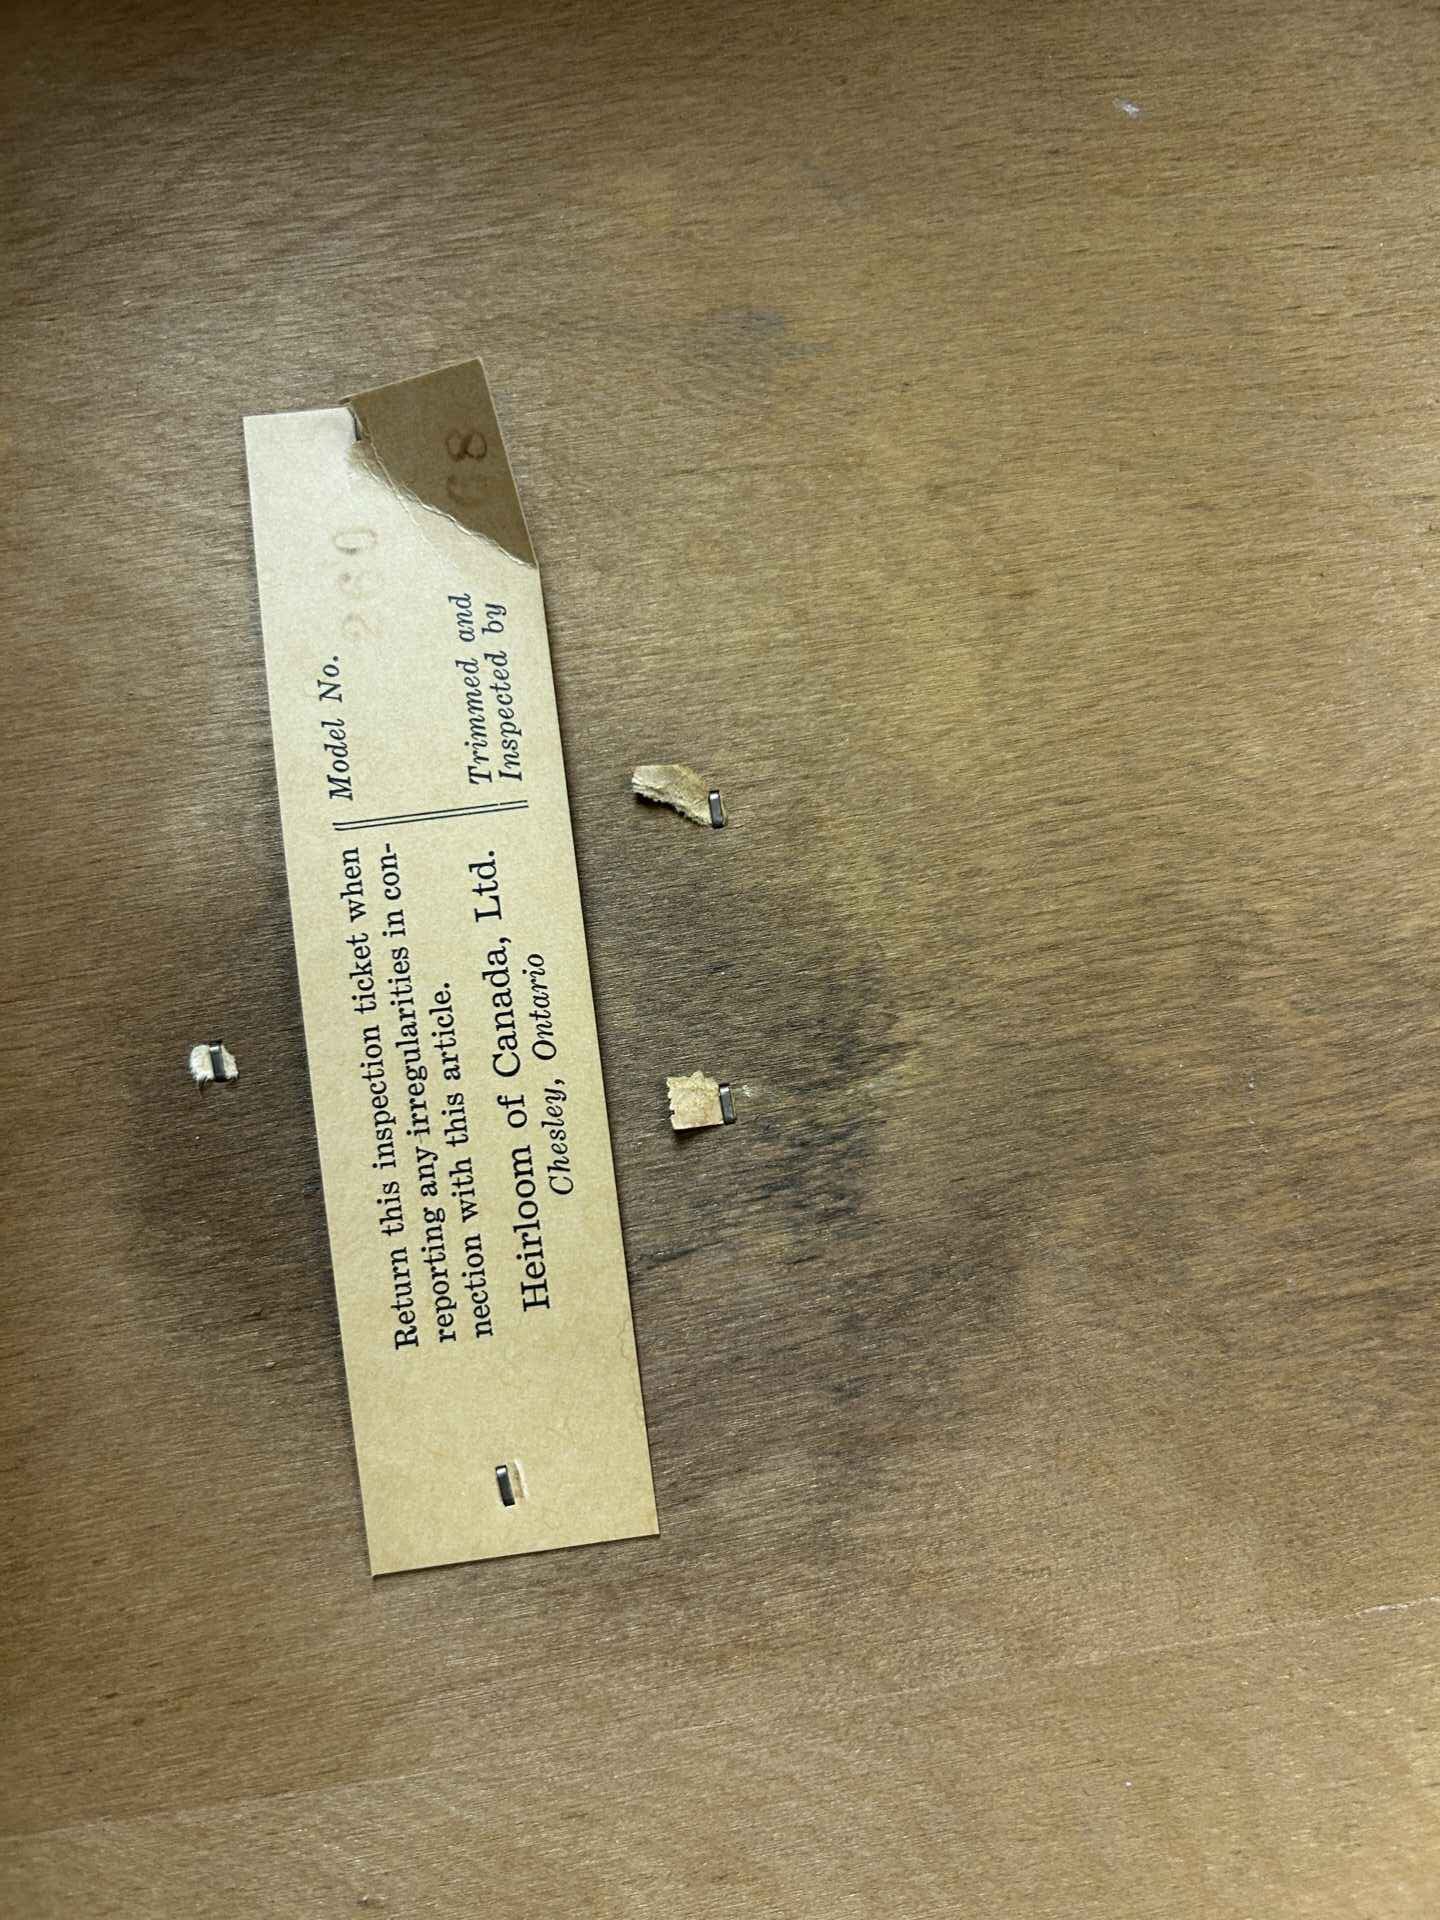 Return this inspection ticket when
reporting any irregularities in con-
nection with this article.
Heirloom of Canada, Ltd.
Chesley, Ontario
Model No.
Trimmed and
Inspected by
8